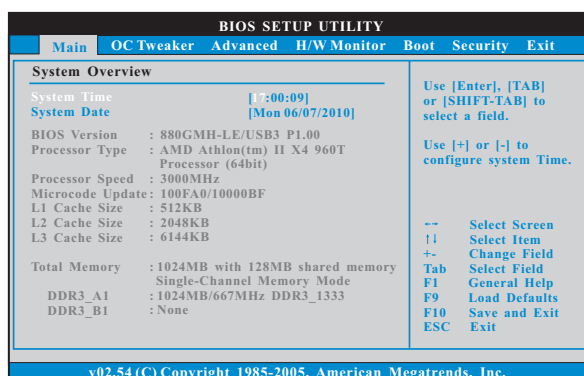 BIOS SETUP UTILITY
Main OC Tweaker Advanced H/W Monitor Boot Security Exit
System Overview
System Time [17:00:09]
System Date [Mon 06/07/2010]
BIOS Version : 880GMH-LE/USB3 P1.00
Processor Type : AMD Athlon(tm) II X4 960T
Processor (64bit)
Processor Speed : 3000MHz
Microcode Update : 100FA0/10000BF
L1 Cache Size : 512KB
L2 Cache Size : 2048KB
L3 Cache Size : 6144KB
Total Memory : 1024MB with 128MB shared memory
Single-Channel Memory Mode
DDR3_A1 : 1024MB/667MHz DDR3_1333
DDR3_B1 : None
Use [Enter], [TAB]
or [SHIFT-TAB] to
select a field.
Use [+] or [-] to
configure system Time.
←→ Select Screen
↑↓ Select Item
+- Change Field
Tab Select Field
F1 General Help
F9 Load Defaults
F10 Save and Exit
ESC Exit
v02.54 (C) Copyright 1985-2005, American Megatrends, Inc.